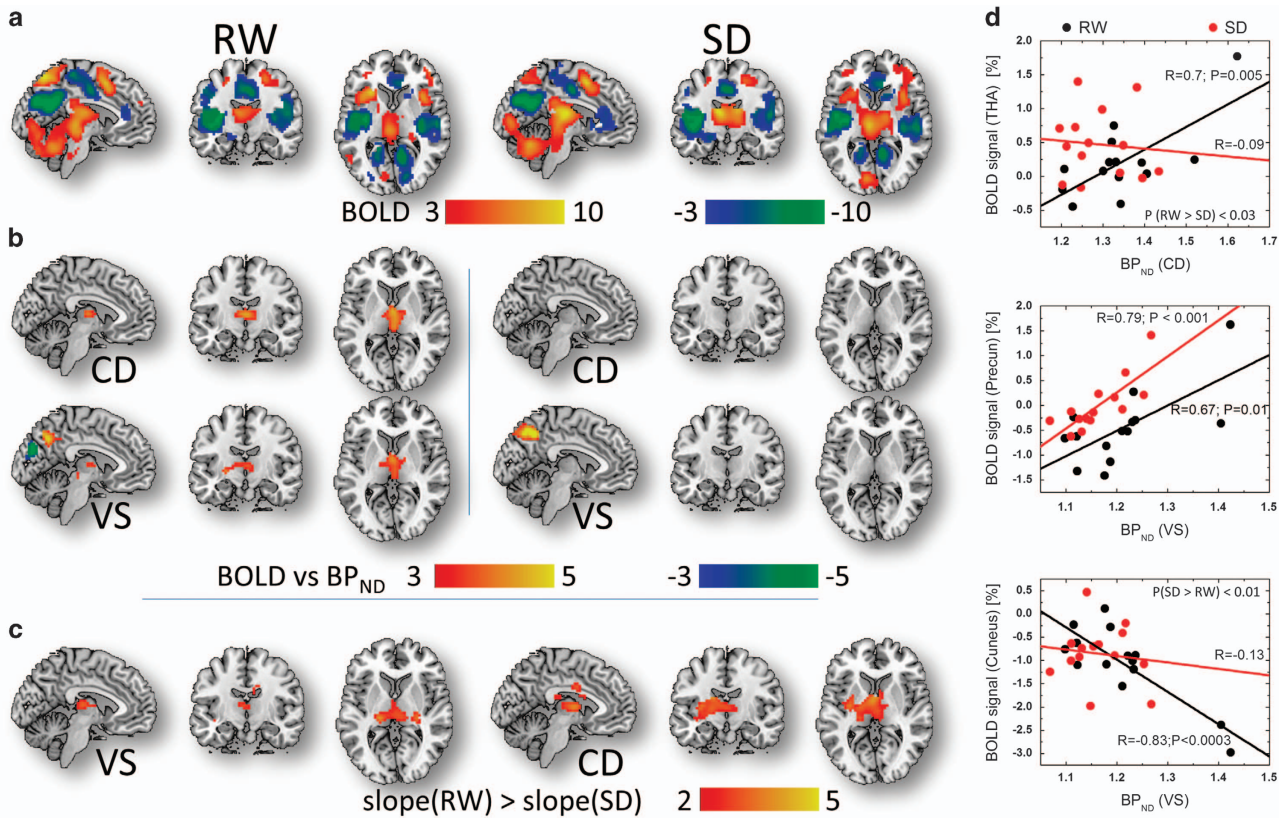 a
RW
SD
BOLD 3 10 -3 -10
b
CD
CD
VS
VS
BOLD vs BP_ND 3 5 -3 -5
c
VS
CD
slope(RW) > slope(SD) 2 5
d
RW SD
BOLD signal (THA) [%]
2.0
1.5
1.0
0.5
0.0
-0.5
R=0.7; P=0.005
R=-0.09
P (RW > SD) < 0.03
1.2 1.3 1.4 1.5 1.6 1.7
BP_ND (CD)
BOLD signal (Precun) [%]
2.0
1.5
1.0
0.5
0.0
-0.5
-1.0
-1.5
R=0.79; P < 0.001
R=0.67; P=0.01
1.1 1.2 1.3 1.4 1.5
BP_ND (VS)
BOLD signal (Cuneus) [%]
0.5
0.0
-0.5
-1.0
-1.5
-2.0
-2.5
-3.0
P(SD > RW) < 0.01
R=-0.13
R=-0.83;P<0.0003
1.1 1.2 1.3 1.4 1.5
BP_ND (VS)